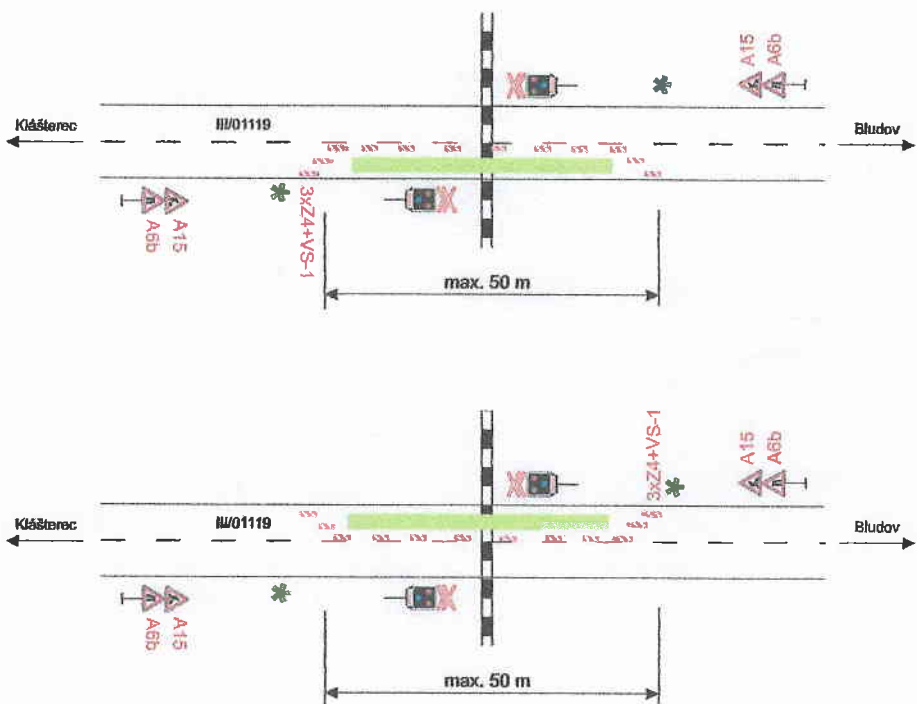 A15
A6b
Klášterec
III/01119
Bludov
A6b
A15
3xZ4+VS-1
max. 50 m
3xZ4+VS-1
A15
A6b
Klášterec
III/01119
Bludov
A6b
A15
max. 50 m